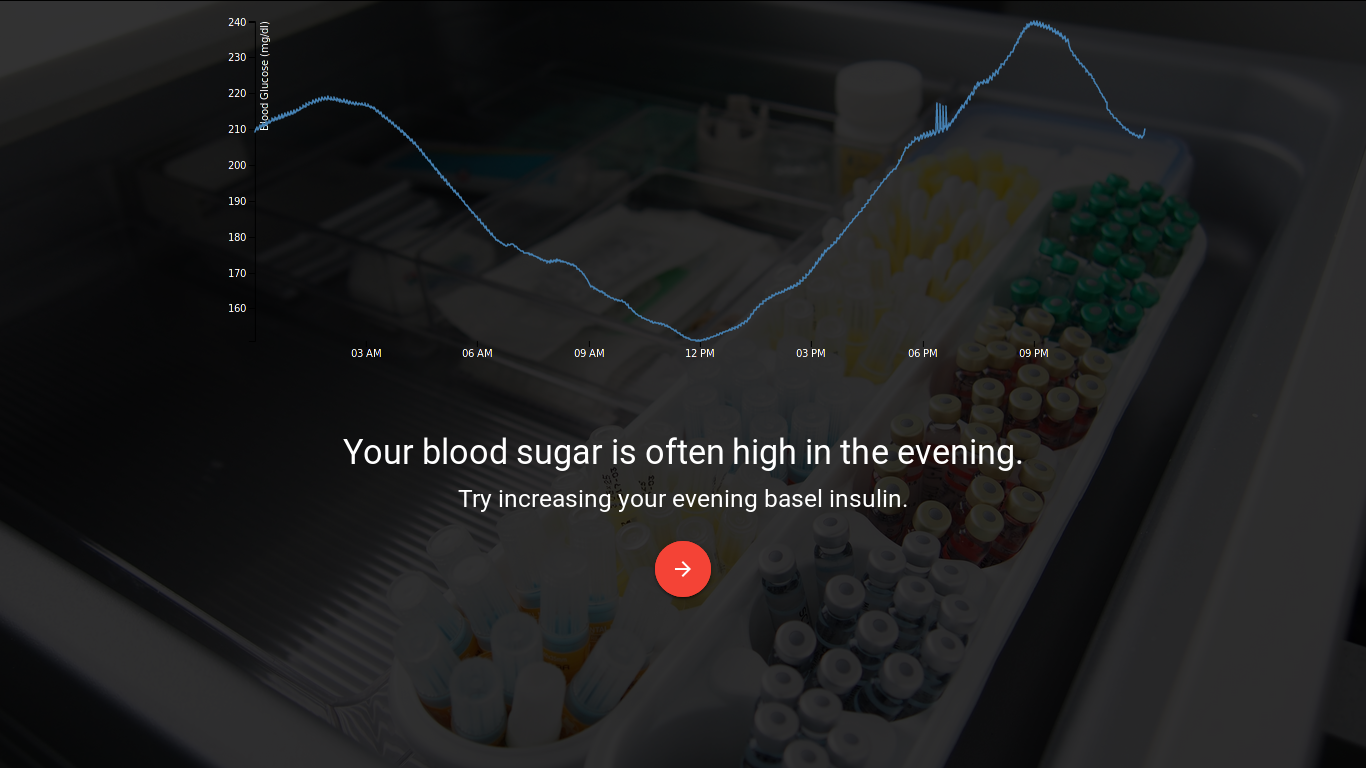 Blood Glucose (mg/dl)
240
230
220
210
200
190
180
170
160
03 AM
06 AM
09 AM
12 PM
03 PM
06 PM
09 PM
Your blood sugar is often high in the evening.
Try increasing your evening basel insulin.